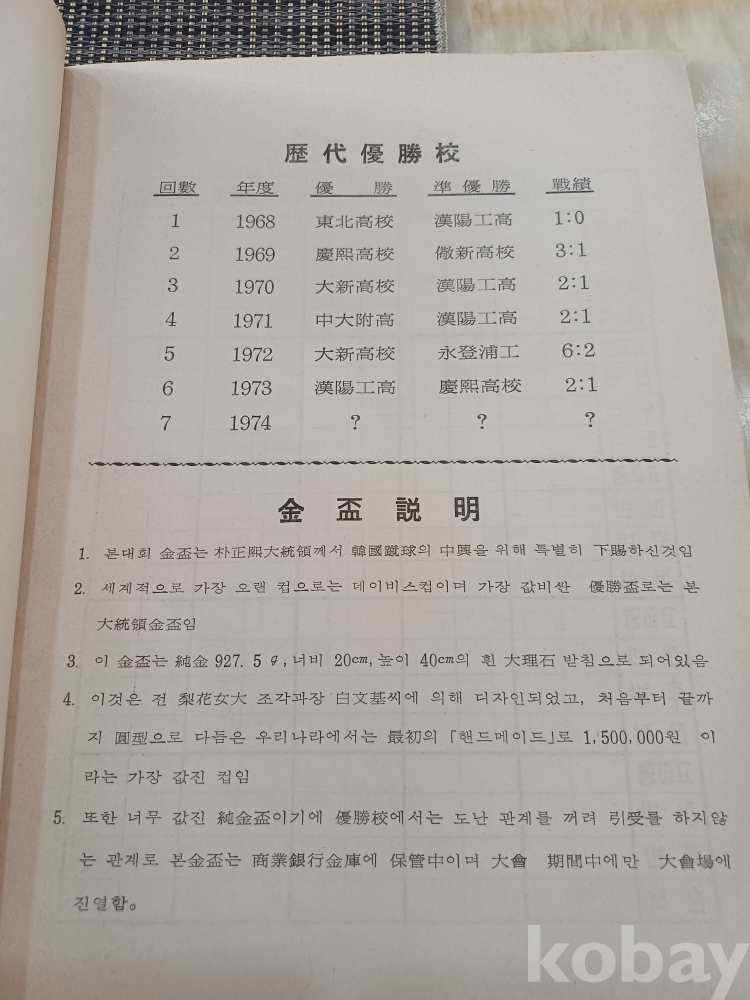 歴代優勝校
回數 年度 優勝 準優勝 戰績
1 1968 東北高校 漢陽工高 1:0
2 1969 慶熙高校 儆新高校 3:1
3 1970 大新高校 漢陽工高 2:1
4 1971 中大附高 漢陽工高 2:1
5 1972 大新高校 永登浦工 6:2
6 1973 漢陽工高 慶熙高校 2:1
7 1974 ? ? ?
金盃説明
1. 본대회 金盃는 朴正熙大統領께서 韓國蹴球의 中興을 위해 특별히 下賜하신것임
2. 세계적으로 가장 오랜 컵으로는 데이비스컵이며 가장 값비싼 優勝盃로는 본
大統領金盃임
3. 이 金盃는 純金 927.5g, 너비 20cm, 높이 40cm의 흰 大理石 받침으로 되어있음
4. 이것은 전 梨花女大 조각과장 白文基씨에 의해 디자인되었고, 처음부터 끝까
지 圓型으로 다듬은 우리나라에서는 最初의 「핸드메이드」로 1,500,000원 이
라는 가장 값진 컵임
5. 또한 너무 값진 純金盃이기에 優勝校에서는 도난 관계를 꺼려 引受를 하지않
는 관계로 본金盃는 商業銀行金庫에 保管中이며 大會 期間中에만 大會場에
진열함。
kobay